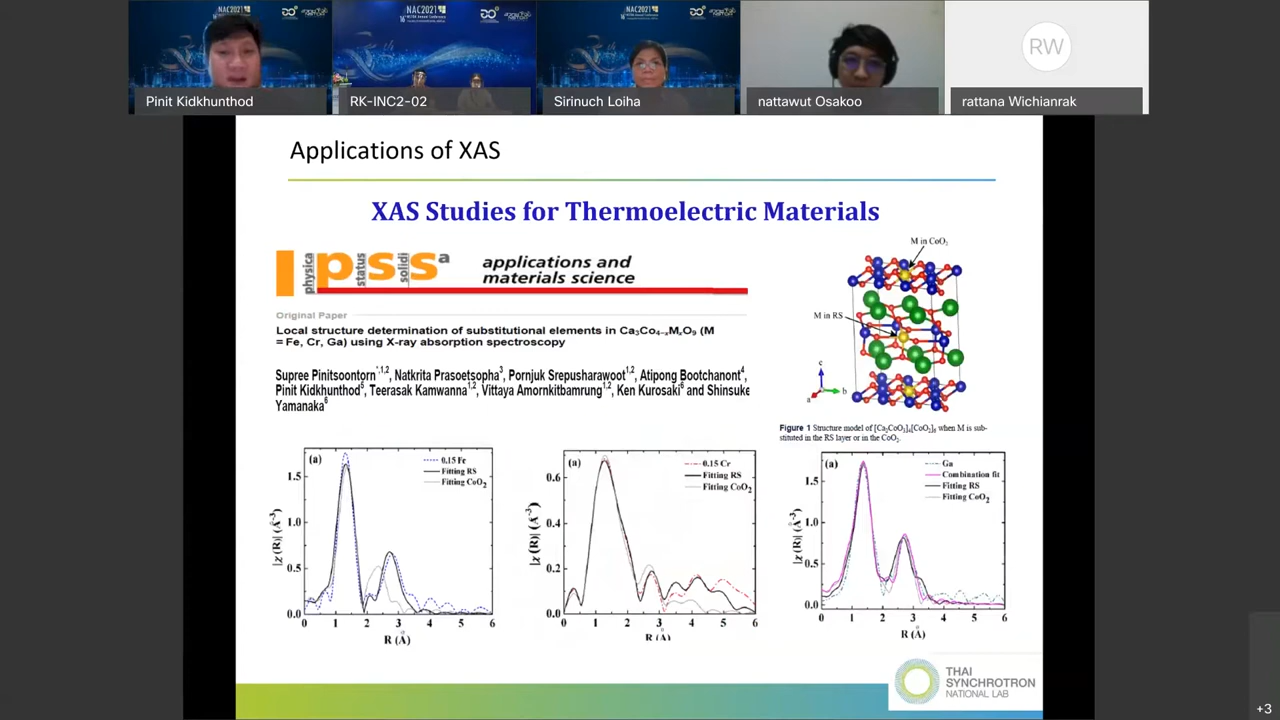 NAC2021
NAC2021
NAC2021
Pinit Kidkhunthod
RK-INC2-02
Sirinuch Loiha
nattawut Osakoo
RW
rattana Wichianrak
Applications of XAS
XAS Studies for Thermoelectric Materials
physica status solidi
pssa
applications and
materials science
Original Paper
Local structure determination of substitutional elements in Ca₃Co₄₋ₓMₓO₉ (M
= Fe, Cr, Ga) using X-ray absorption spectroscopy
Supree Pinitsoontorn*,1,2, Natkrita Prasoetsopha3, Pornjuk Srepusharawoot1,2, Atipong Bootchanont4,
Pinit Kidkhunthod5, Teerasak Kamwanna1,2, Vittaya Amornkitbamrung1,2, Ken Kurosaki6 and Shinsuke
Yamanaka6
M in CoO₂
M in RS
c
b
a
Figure 1 Structure model of [Ca₂CoO₃]₄[CoO₂]₆ when M is sub-
stituted in the RS layer or in the CoO₂.
(a)
0.15 Fe
Fitting RS
Fitting CoO₂
|χ(R)| (Å⁻³)
1.5
1.0
0.5
0.0
0 1 2 3 4 5 6
R (Å)
(a)
0.15 Cr
Fitting RS
Fitting CoO₂
|χ(R)| (Å⁻³)
0.6
0.4
0.2
0.0
0 1 2 3 4 5 6
R (Å)
(a)
Ga
Combination fit
Fitting RS
Fitting CoO₂
|χ(R)| (Å⁻³)
1.5
1.0
0.5
0.0
0 1 2 3 4 5 6
R (Å)
THAI
SYNCHROTRON
NATIONAL LAB
+3